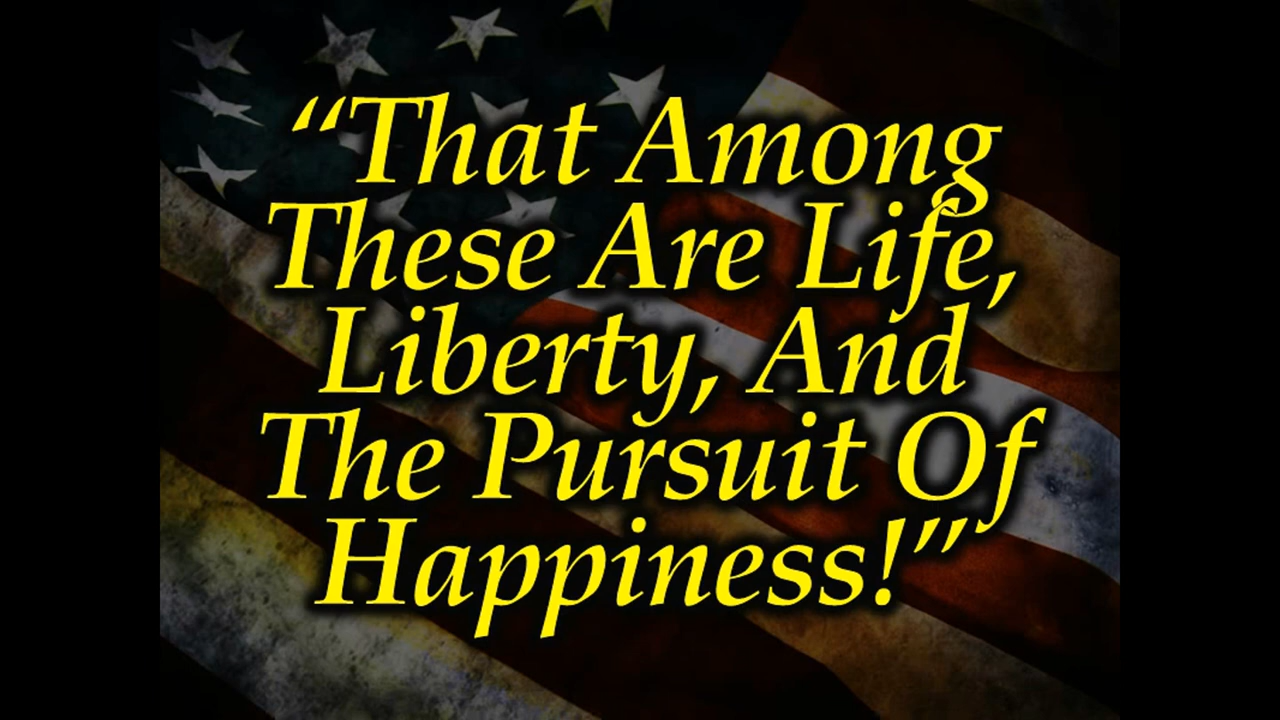 “That Among
These Are Life,
Liberty, And
The Pursuit Of
Happiness!”